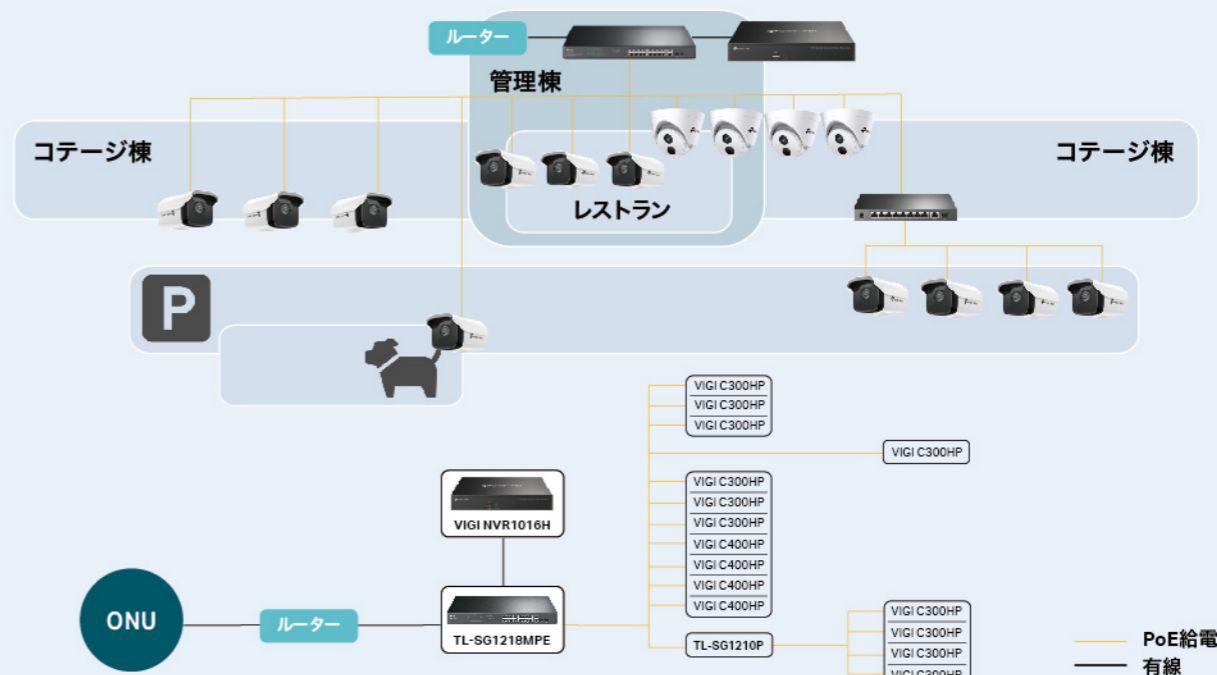 ルーター
管理棟
コテージ棟
コテージ棟
レストラン
P
VIGI C300HP
VIGI C300HP
VIGI C300HP
VIGI C300HP
VIGI C300HP
VIGI C300HP
VIGI C300HP
VIGI C400HP
VIGI C400HP
VIGI C400HP
VIGI C400HP
VIGI NVR1016H
ONU
ルーター
TL-SG1218MPE
TL-SG1210P
VIGI C300HP
VIGI C300HP
VIGI C300HP
VIGI C300HP
PoE給電
有線